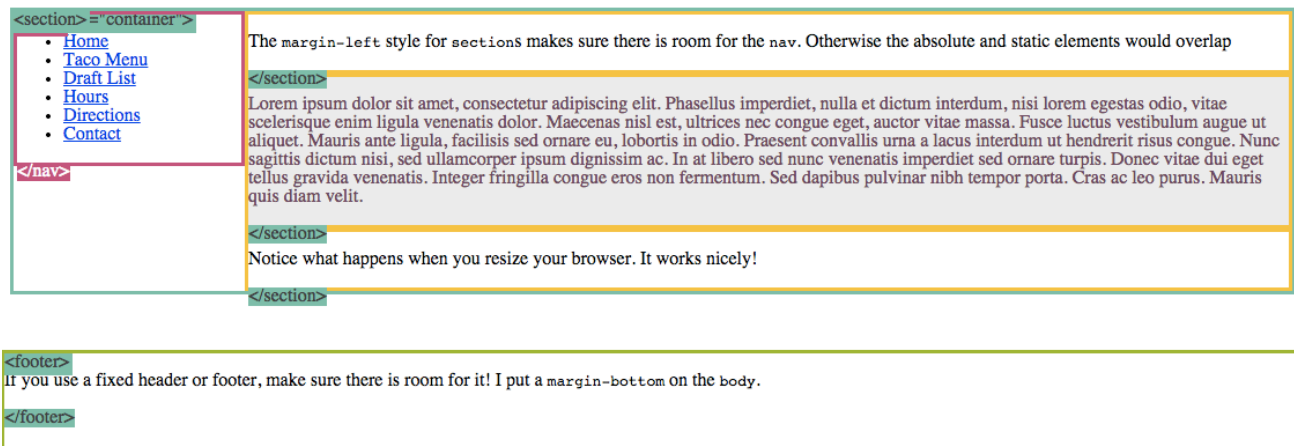 <section>="container">
Home
Taco Menu
Draft List
Hours
Directions
Contact
</nav>
The margin-left style for sections makes sure there is room for the nav. Otherwise the absolute and static elements would overlap
</section>
Lorem ipsum dolor sit amet, consectetur adipiscing elit. Phasellus imperdiet, nulla et dictum interdum, nisi lorem egestas odio, vitae
scelerisque enim ligula venenatis dolor. Maecenas nisl est, ultrices nec congue eget, auctor vitae massa. Fusce luctus vestibulum augue ut
aliquet. Mauris ante ligula, facilisis sed ornare eu, lobortis in odio. Praesent convallis urna a lacus interdum ut hendrerit risus congue. Nunc
sagittis dictum nisi, sed ullamcorper ipsum dignissim ac. In at libero sed nunc venenatis imperdiet sed ornare turpis. Donec vitae dui eget
tellus gravida venenatis. Integer fringilla congue eros non fermentum. Sed dapibus pulvinar nibh tempor porta. Cras ac leo purus. Mauris
quis diam velit.
</section>
Notice what happens when you resize your browser. It works nicely!
</section>
<footer>
If you use a fixed header or footer, make sure there is room for it! I put a margin-bottom on the body.
</footer>